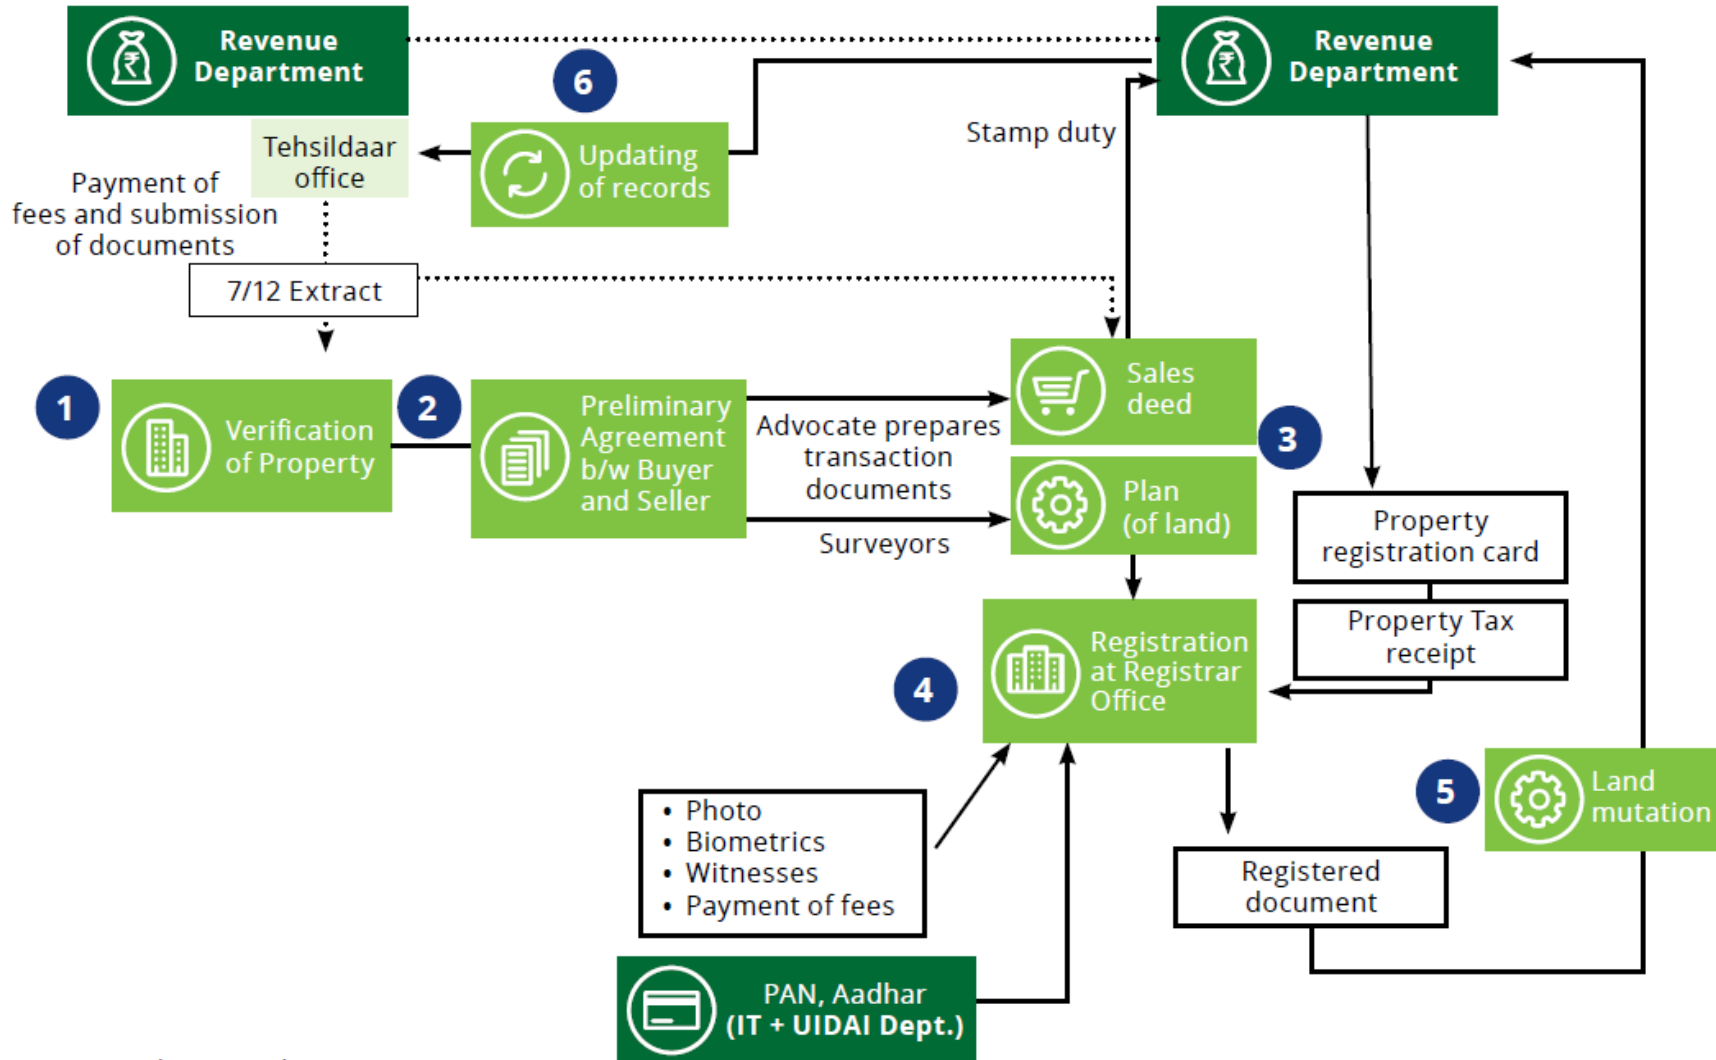 Revenue
Department
Revenue
Department
6
Tehsildaar
office
Updating
of records
Stamp duty
Payment of
fees and submission
of documents
7/12 Extract
1
Verification
of Property
2
Preliminary
Agreement
b/w Buyer
and Seller
Advocate prepares
transaction
documents
Surveyors
Sales
deed
3
Plan
(of land)
Property
registration card
Property Tax
receipt
4
Registration
at Registrar
Office
5
Land
mutation
• Photo
• Biometrics
• Witnesses
• Payment of fees
Registered
document
PAN, Aadhar
(IT + UIDAI Dept.)